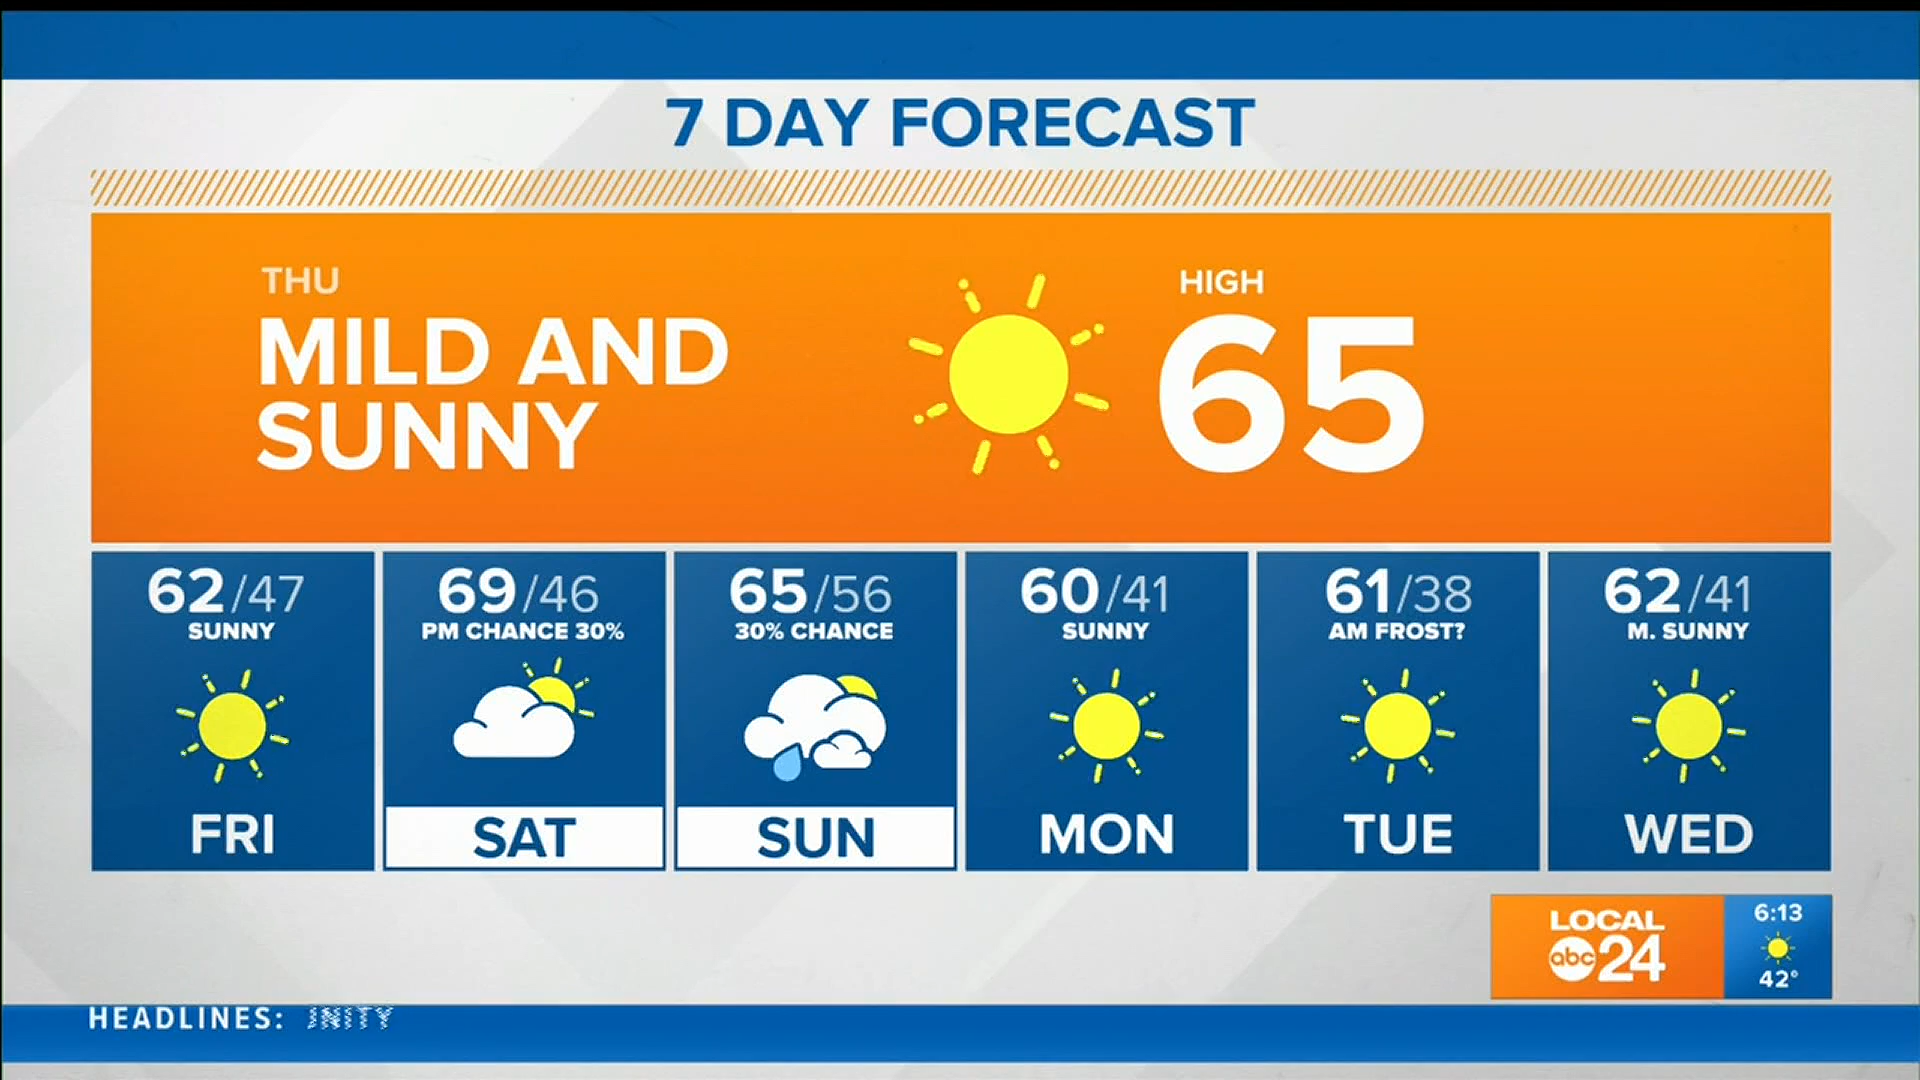 7 DAY FORECAST
THU
MILD AND
SUNNY
HIGH
65
62/47
SUNNY
FRI
69/46
PM CHANCE 30%
SAT
65/56
30% CHANCE
SUN
60/41
SUNNY
MON
61/38
AM FROST?
TUE
62/41
M. SUNNY
WED
LOCAL
abc 24
6:13
42°
HEADLINES: